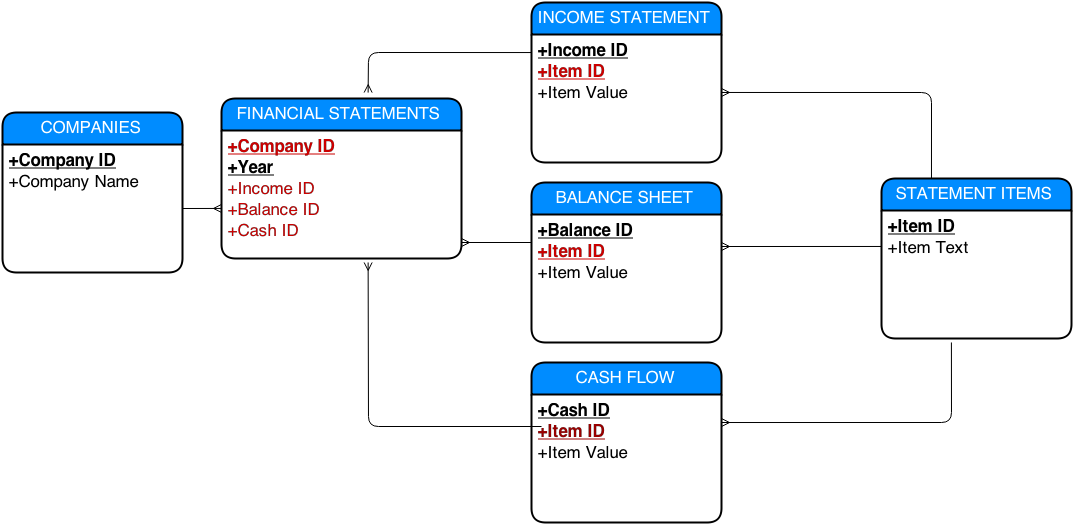 COMPANIES
+Company ID
+Company Name
FINANCIAL STATEMENTS
+Company ID
+Year
+Income ID
+Balance ID
+Cash ID
INCOME STATEMENT
+Income ID
+Item ID
+Item Value
BALANCE SHEET
+Balance ID
+Item ID
+Item Value
CASH FLOW
+Cash ID
+Item ID
+Item Value
STATEMENT ITEMS
+Item ID
+Item Text